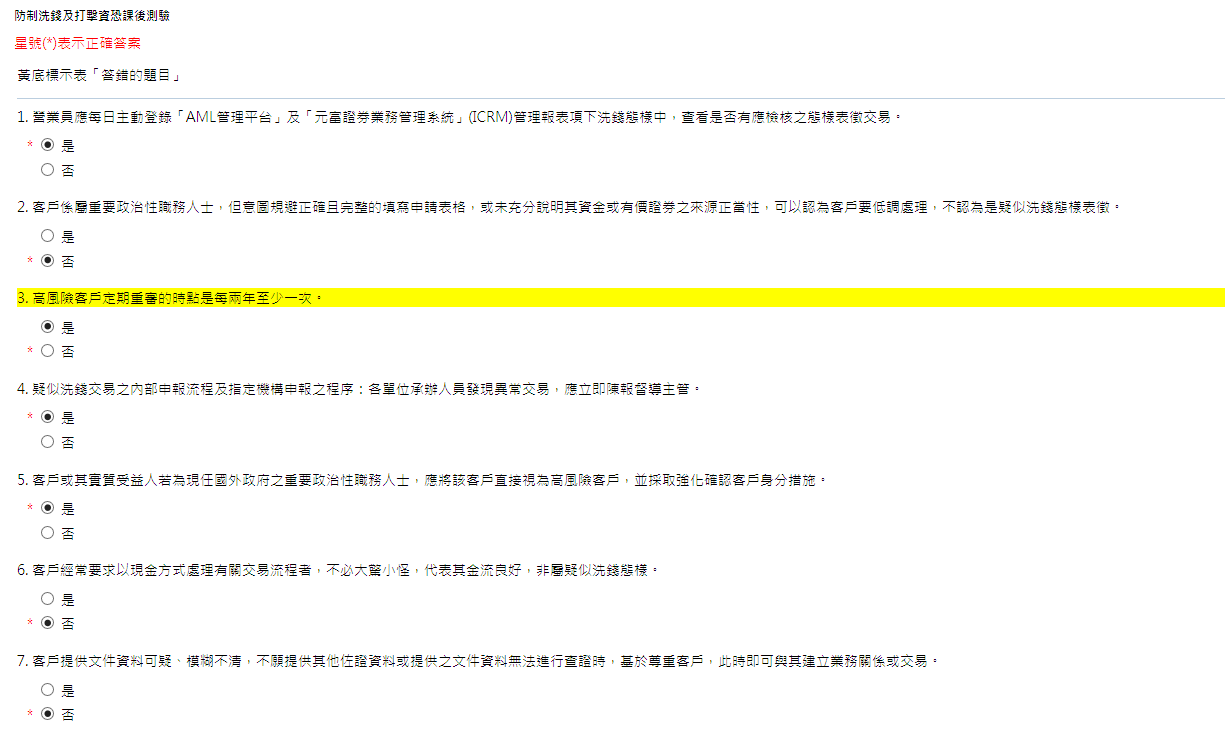 防制洗錢及打擊資恐課後測驗
星號(*)表示正確答案
黃底標示表「答錯的題目」
1. 營業員應每日主動登錄「AML管理平台」及「元富證券業務管理系統」(ICRM)管理報表項下洗錢態樣中，查看是否有應檢核之態樣表徵交易。
* 是
否
2. 客戶係屬重要政治性職務人士，但意圖規避正確且完整的填寫申請表格，或未充分說明其資金或有價證券之來源正當性，可以認為客戶要低調處理，不認為是疑似洗錢態樣表徵。
是
* 否
3. 高風險客戶定期重審的時點是每兩年至少一次。
是
* 否
4. 疑似洗錢交易之內部申報流程及指定機構申報之程序：各單位承辦人員發現異常交易，應立即陳報督導主管。
* 是
否
5. 客戶或其實質受益人若為現任國外政府之重要政治性職務人士，應將該客戶直接視為高風險客戶，並採取強化確認客戶身分措施。
* 是
否
6. 客戶經常要求以現金方式處理有關交易流程者，不必大驚小怪，代表其金流良好，非屬疑似洗錢態樣。
是
* 否
7. 客戶提供文件資料可疑、模糊不清，不願提供其他佐證資料或提供之文件資料無法進行查證時，基於尊重客戶，此時即可與其建立業務關係或交易。
是
* 否